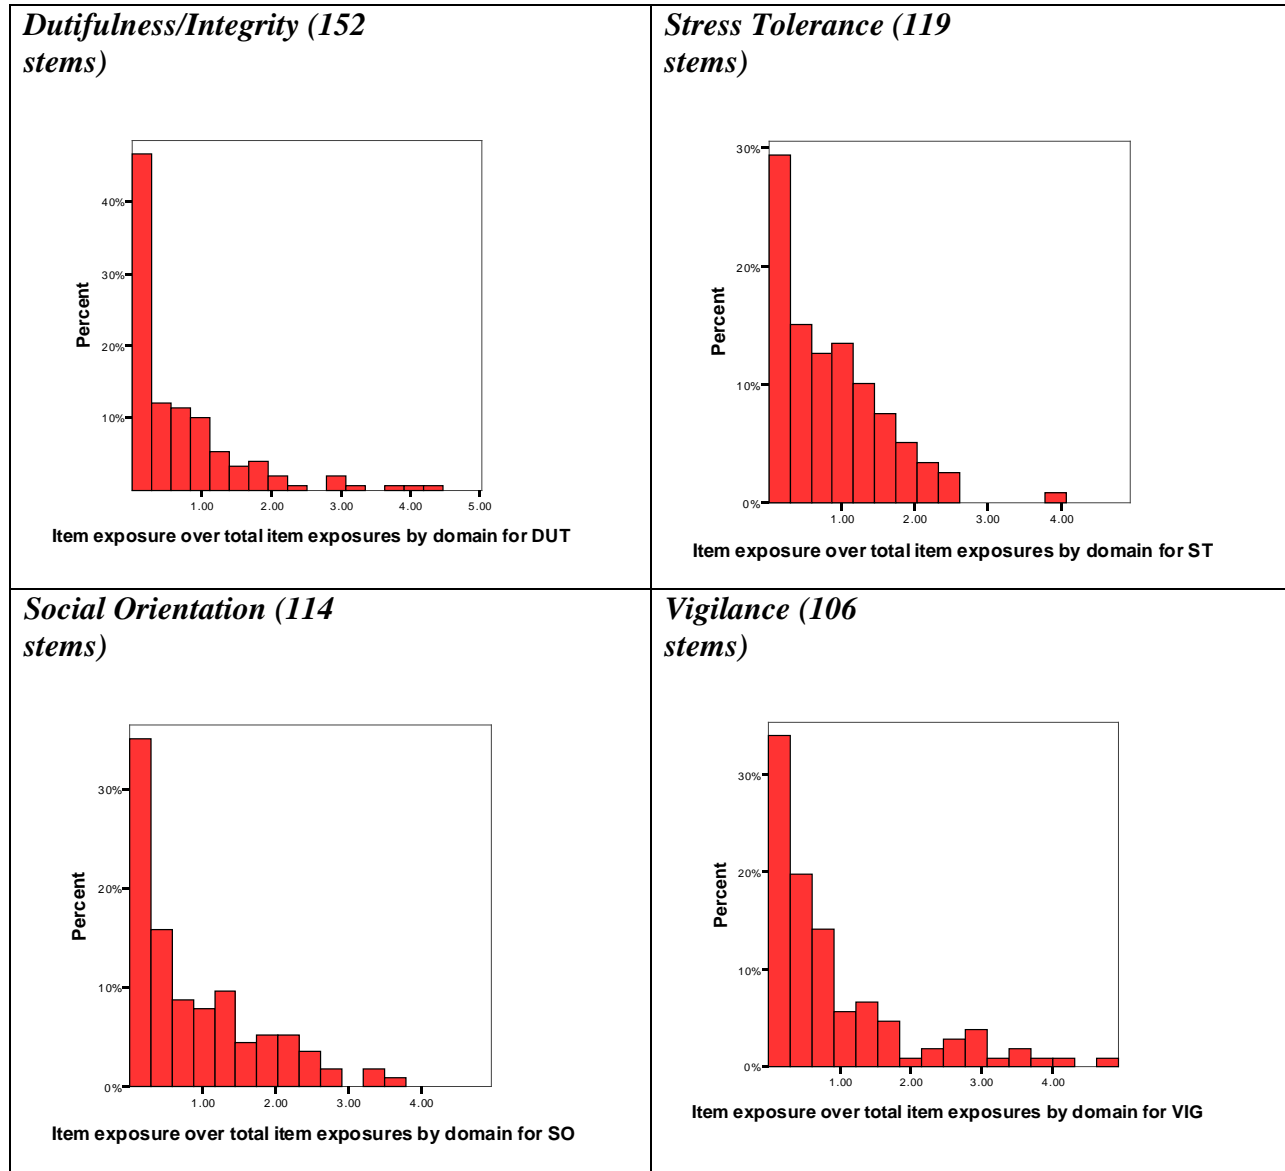 Dutifulness/Integrity (152
stems)
40%
30%
20%
10%
Percent
1.00 2.00 3.00 4.00 5.00
Item exposure over total item exposures by domain for DUT
Stress Tolerance (119
stems)
30%
20%
10%
0%
Percent
1.00 2.00 3.00 4.00
Item exposure over total item exposures by domain for ST
Social Orientation (114
stems)
30%
20%
10%
0%
Percent
1.00 2.00 3.00 4.00
Item exposure over total item exposures by domain for SO
Vigilance (106
stems)
30%
20%
10%
0%
Percent
1.00 2.00 3.00 4.00
Item exposure over total item exposures by domain for VIG